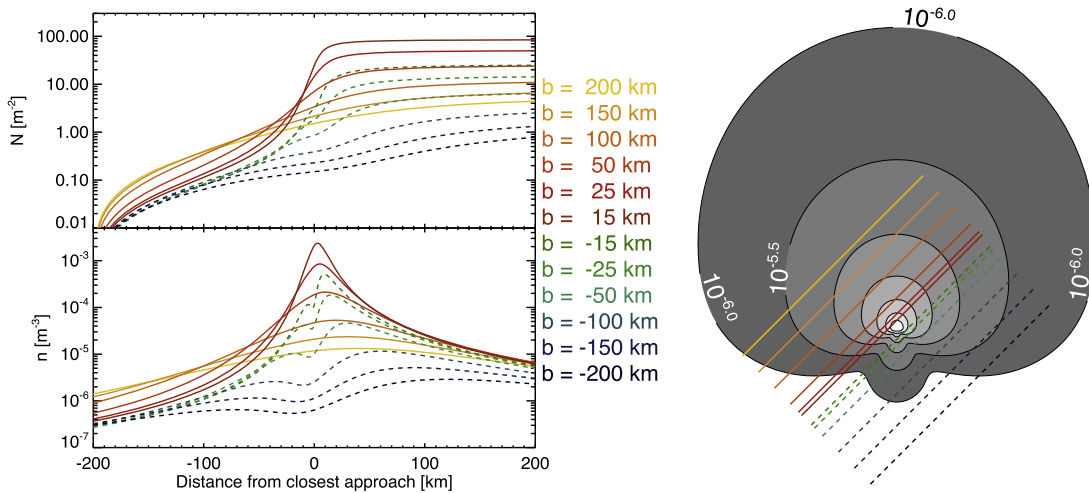 100.00
10.00
1.00
0.10
0.01
N [m⁻²]
10⁻³
10⁻⁴
10⁻⁵
10⁻⁶
10⁻⁷
n [m⁻³]
-200 -100 0 100 200
Distance from closest approach [km]
b = 200 km
b = 150 km
b = 100 km
b = 50 km
b = 25 km
b = 15 km
b = -15 km
b = -25 km
b = -50 km
b = -100 km
b = -150 km
b = -200 km
10⁻⁶·⁰
10⁻⁶·⁰
10⁻⁵·⁵
10⁻⁶·⁰